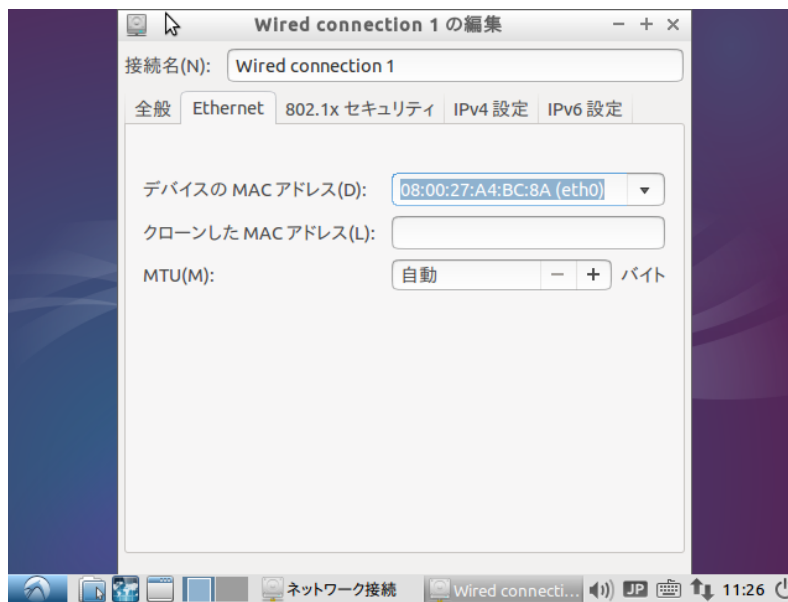 Wired connection 1 の編集
接続名(N): Wired connection 1
全般 Ethernet 802.1x セキュリティ IPv4 設定 IPv6 設定
デバイスの MAC アドレス(D): 08:00:27:A4:BC:8A (eth0)
クローンした MAC アドレス(L):
MTU(M): 自動 − + バイト
ネットワーク接続 Wired connecti... JP 11:26